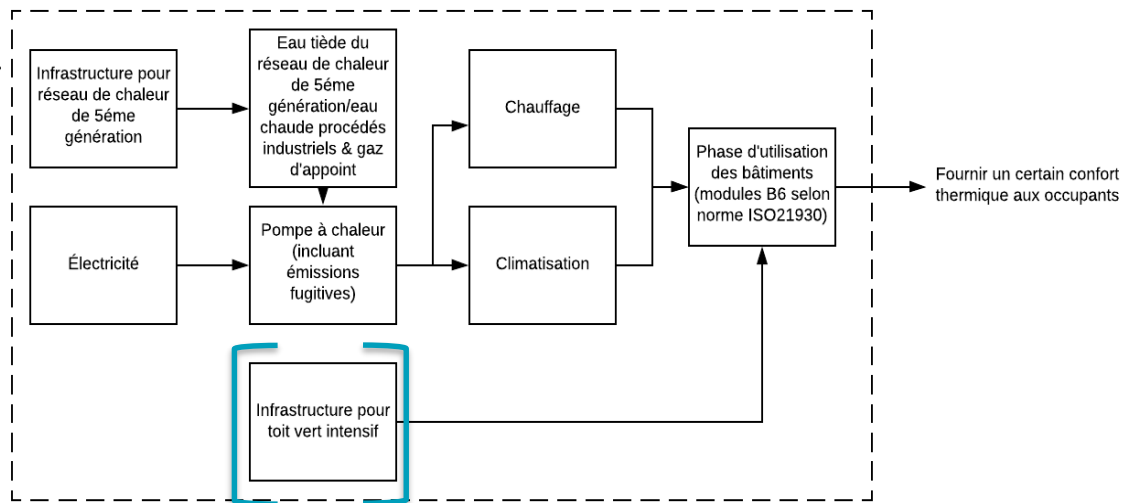 Infrastructure pour
réseau de chaleur
de 5éme
génération
Eau tiède du
réseau de chaleur
de 5éme
génération/eau
chaude procédés
industriels & gaz
d'appoint
Chauffage
Phase d'utilisation
des bâtiments
(modules B6 selon
norme ISO21930)
Fournir un certain confort
thermique aux occupants
Électricité
Pompe à chaleur
(incluant
émissions
fugitives)
Climatisation
Infrastructure pour
toit vert intensif